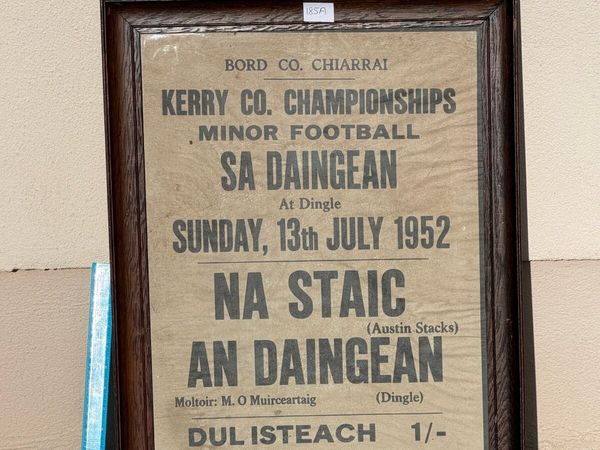 185A
BORD CO. CHIARRAI
KERRY CO. CHAMPIONSHIPS
MINOR FOOTBALL
SA DAINGEAN
At Dingle
SUNDAY, 13th JULY 1952
NA STAIC
(Austin Stacks)
AN DAINGEAN
Moltoir: M. O Muirceartaig (Dingle)
DUL ISTEACH 1/-